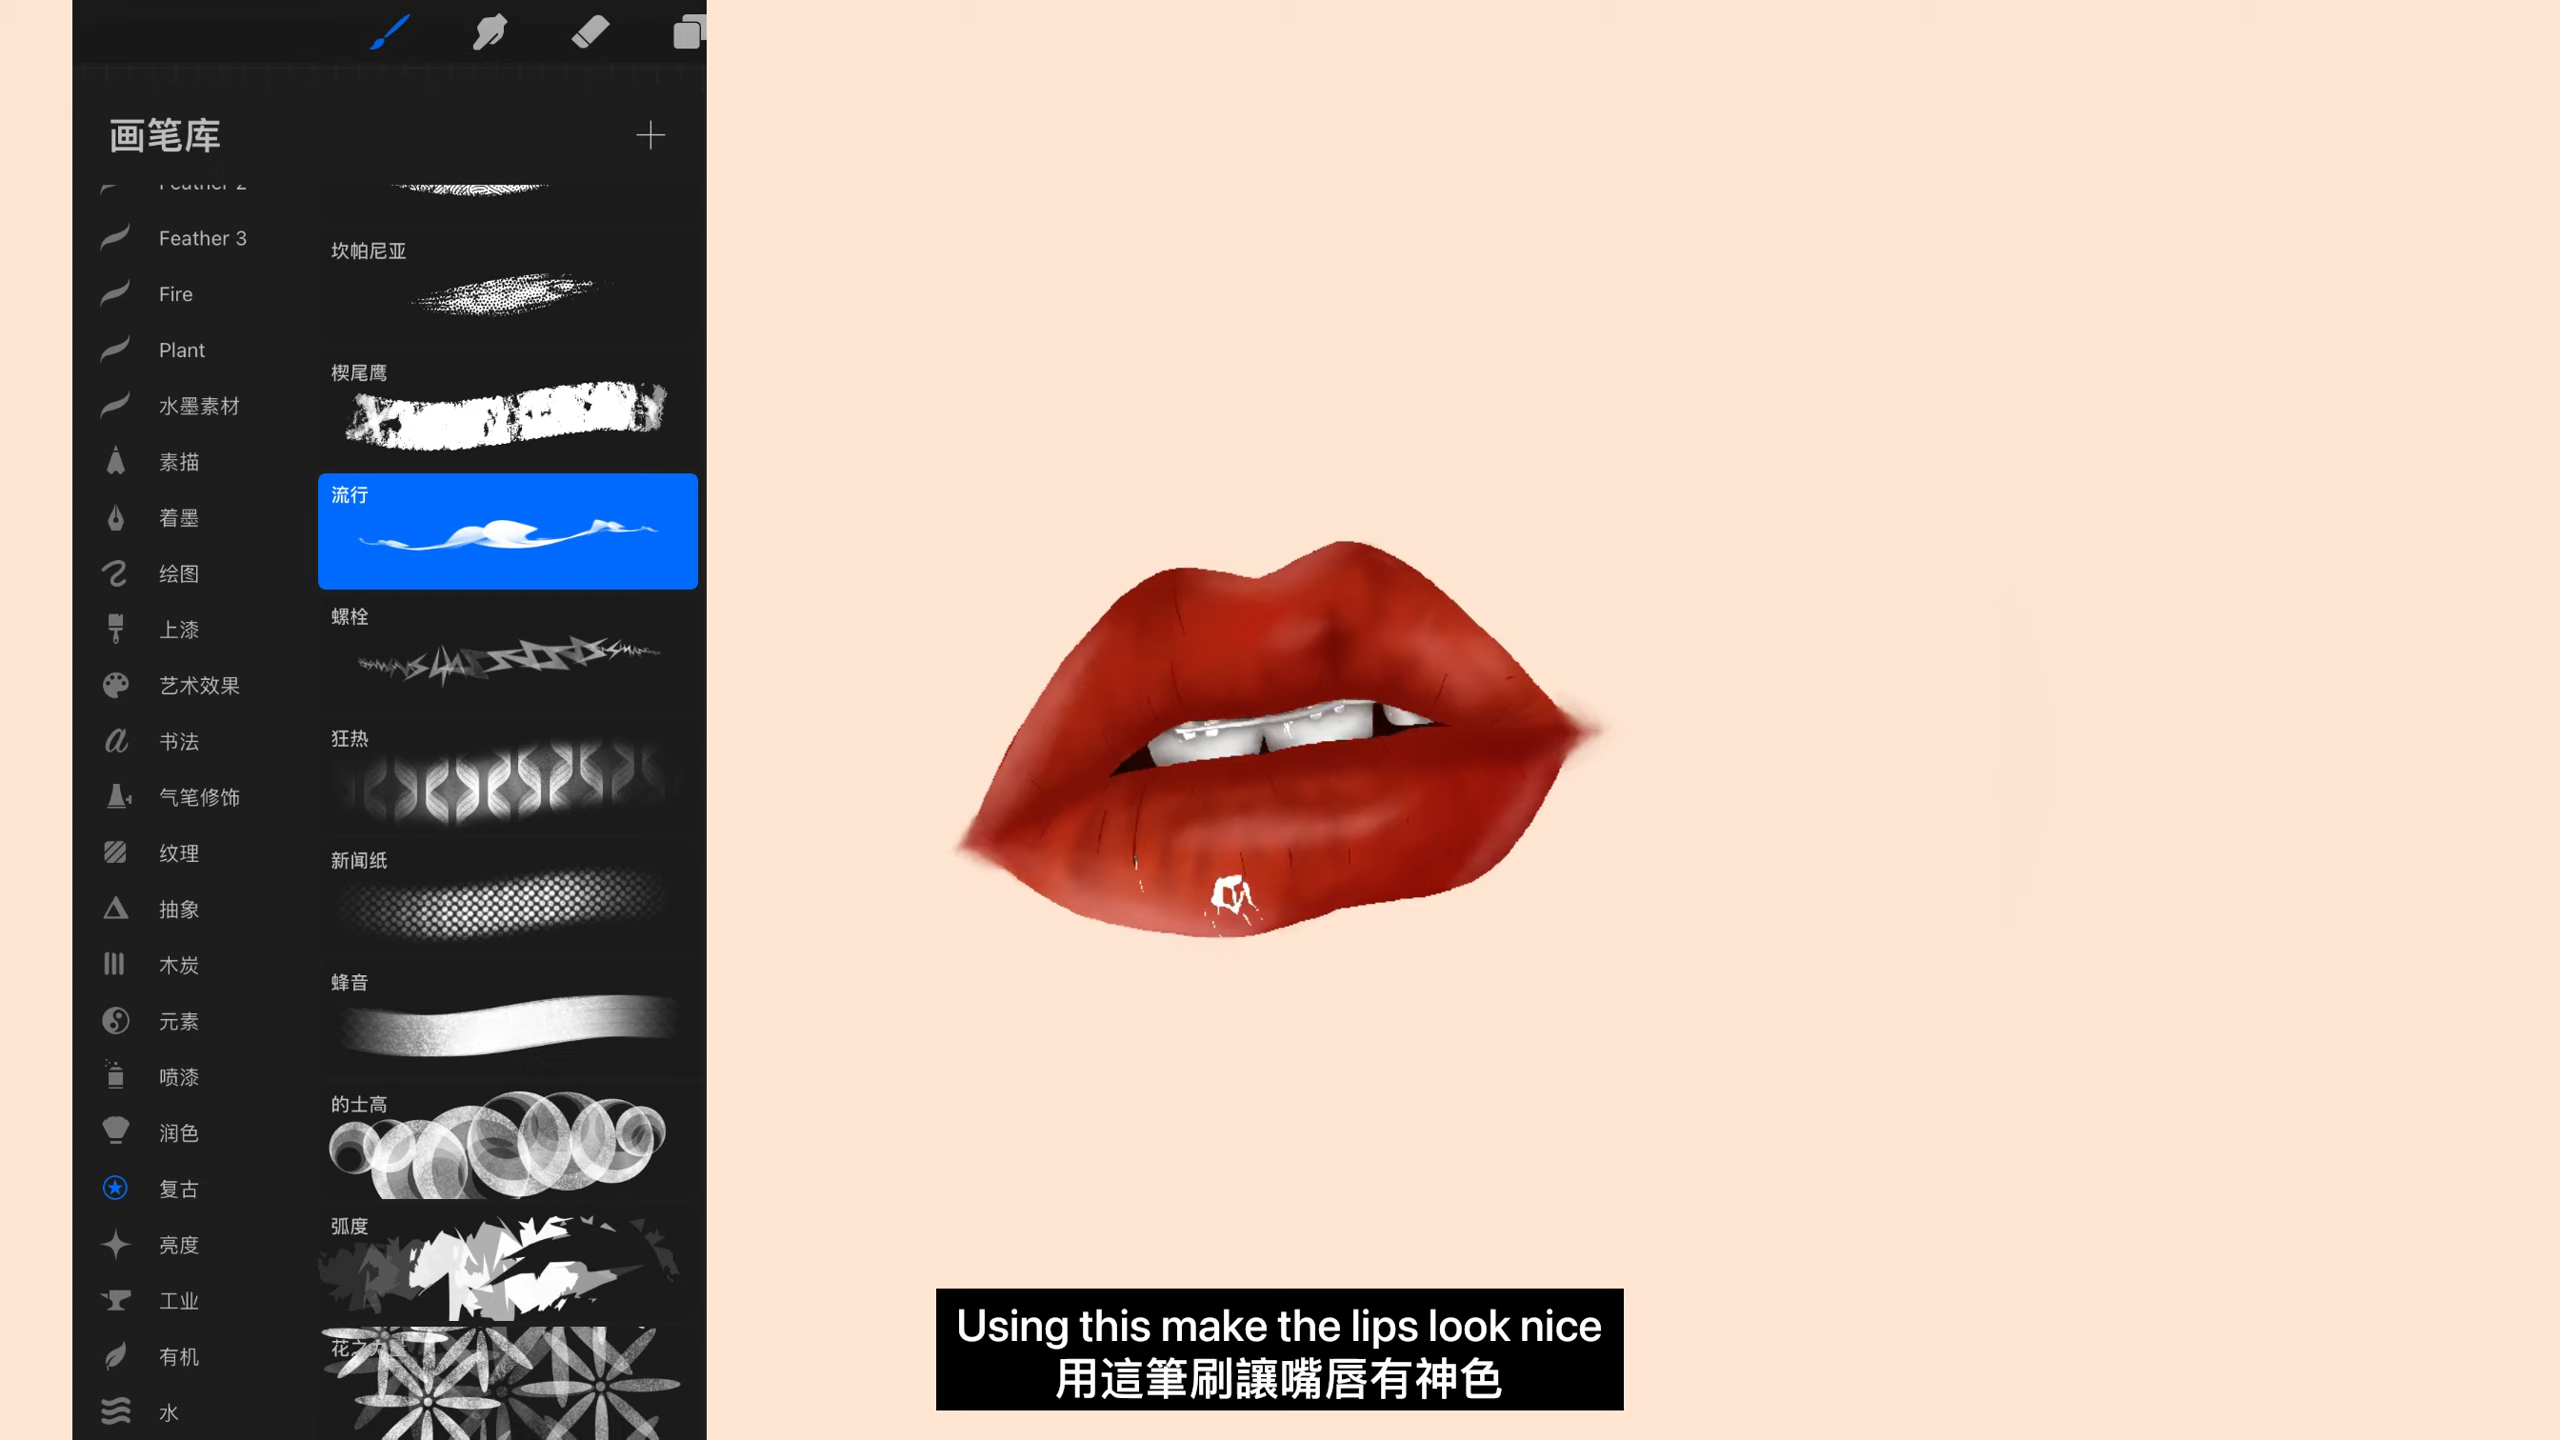 画笔库
Feather 2
Feather 3
Fire
Plant
水墨素材
素描
着墨
绘图
上漆
艺术效果
书法
气笔修饰
纹理
抽象
木炭
元素
喷漆
润色
复古
亮度
工业
有机
水
坎帕尼亚
楔尾鹰
流行
螺栓
狂热
新闻纸
蜂音
的士高
弧度
Using this make the lips look nice
用這筆刷讓嘴唇有神色